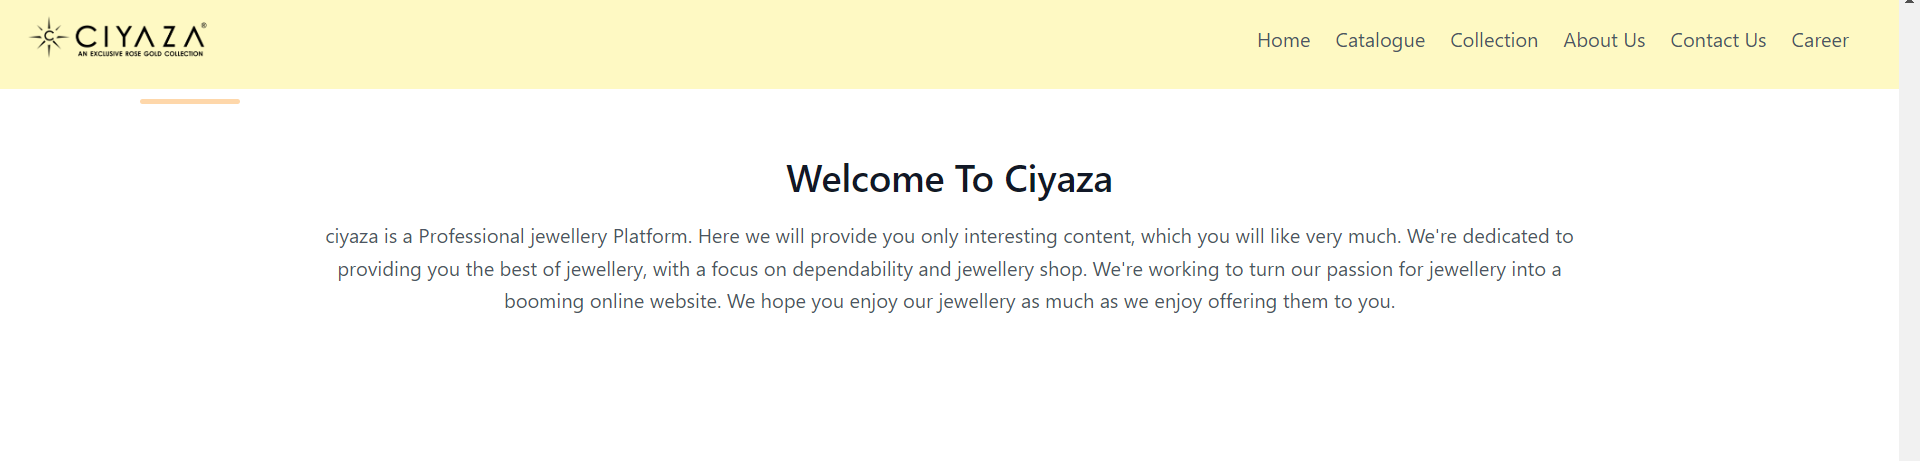 CIYAZA®
AN EXCLUSIVE ROSE GOLD COLLECTION
Home Catalogue Collection About Us Contact Us Career
Welcome To Ciyaza
ciyaza is a Professional jewellery Platform. Here we will provide you only interesting content, which you will like very much. We're dedicated to
providing you the best of jewellery, with a focus on dependability and jewellery shop. We're working to turn our passion for jewellery into a
booming online website. We hope you enjoy our jewellery as much as we enjoy offering them to you.